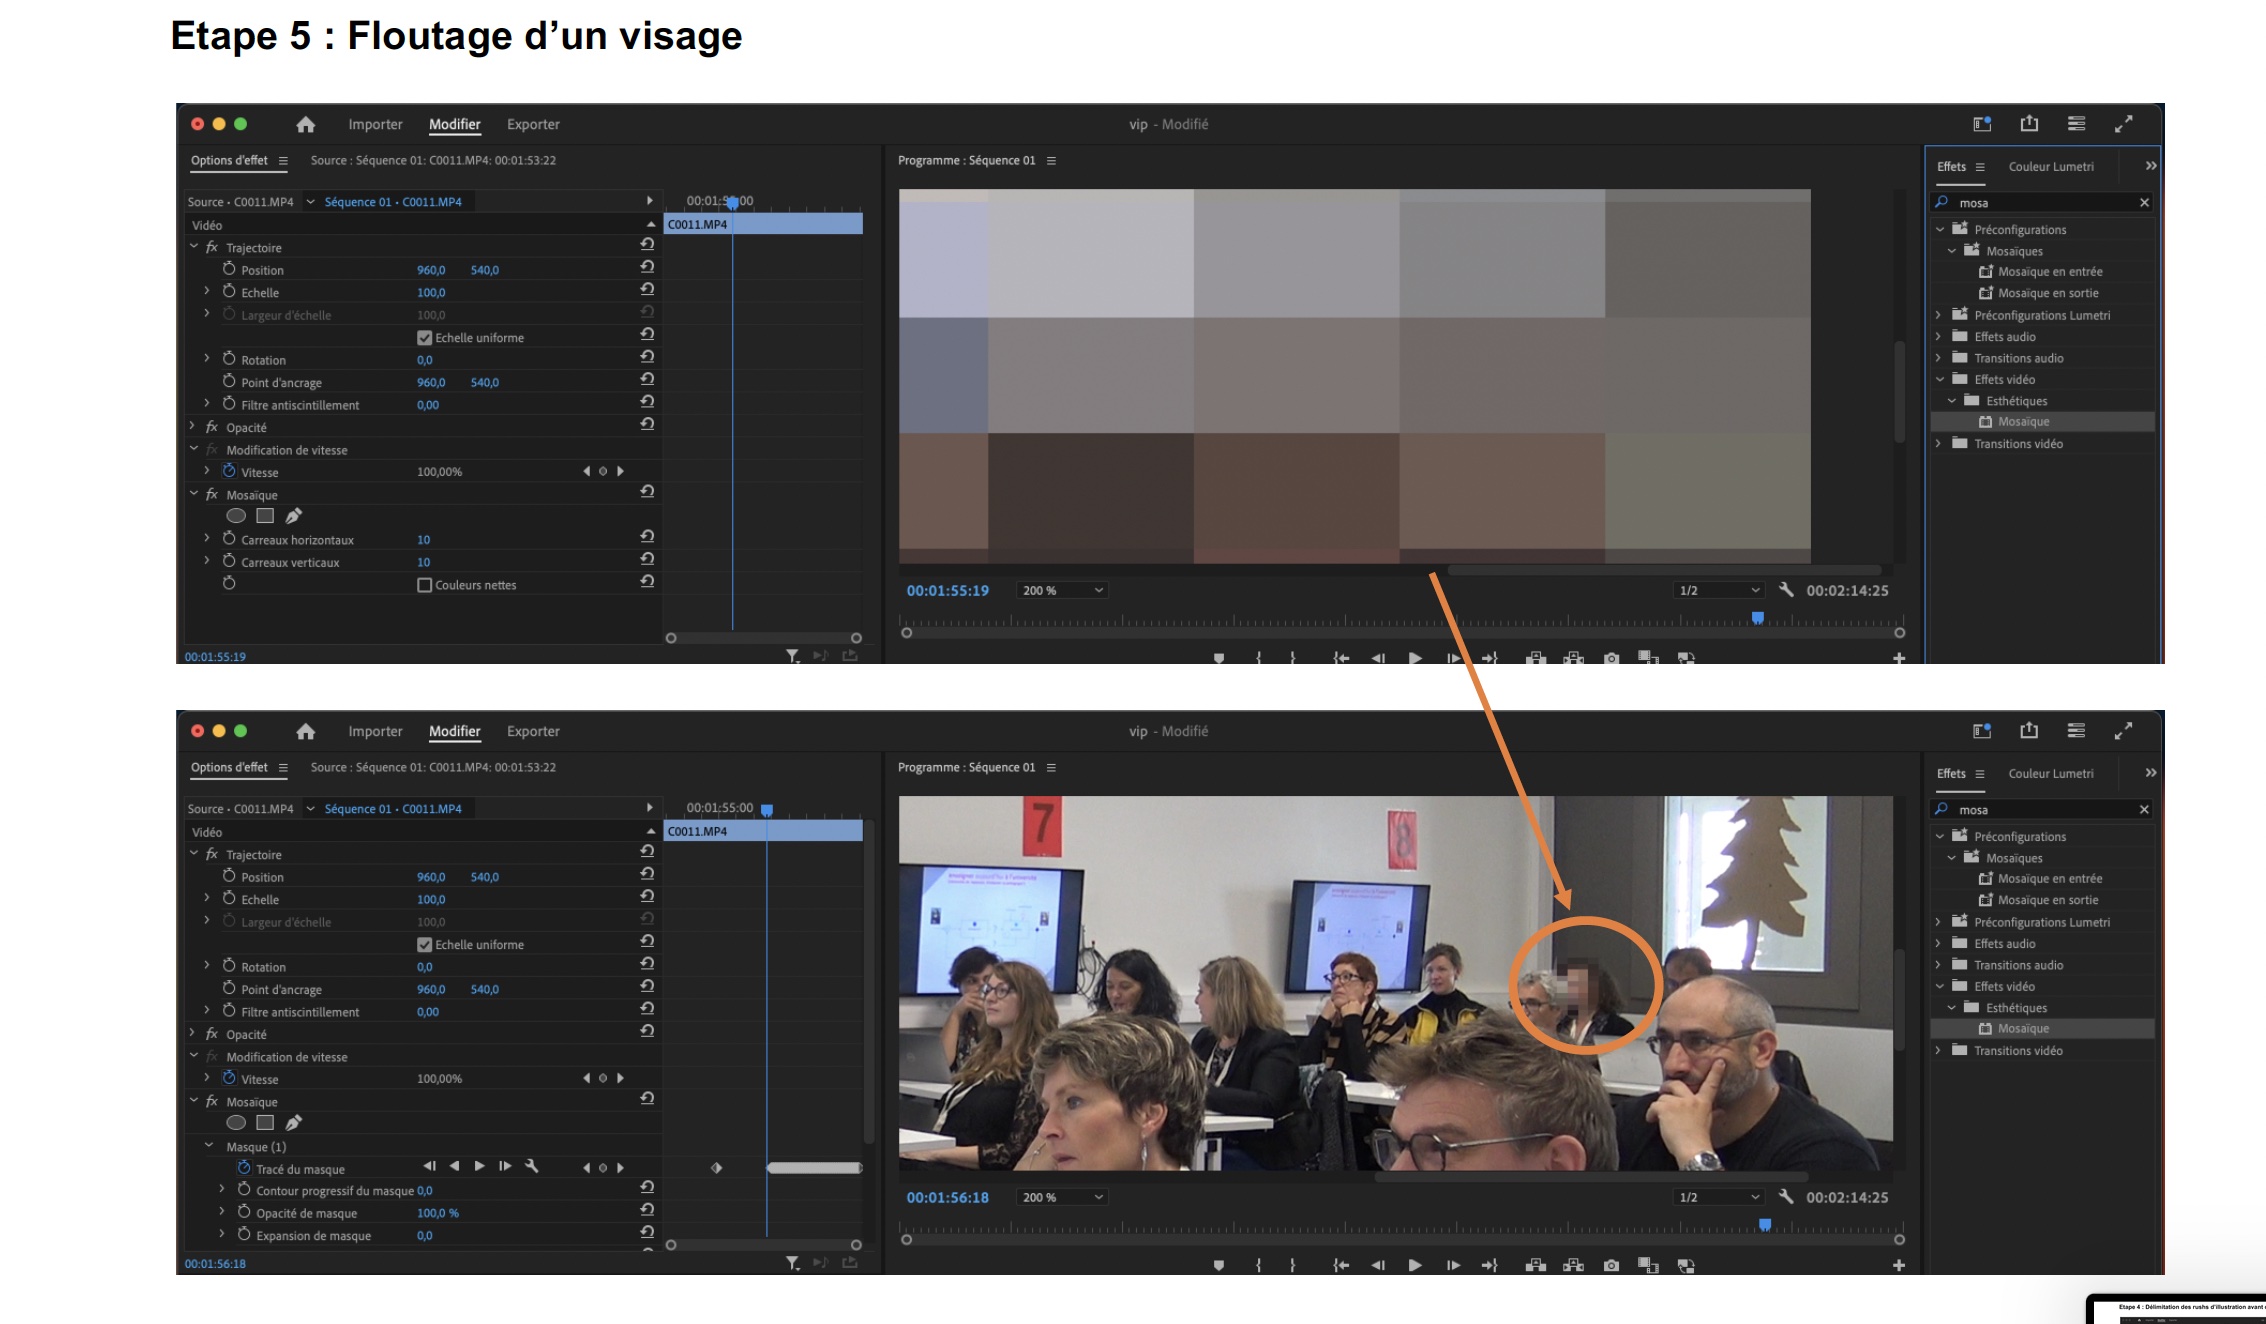 Etape 5 : Floutage d’un visage
Importer Modifier Exporter vip - Modifié
Options d'effet Source : Séquence 01: C0011.MP4: 00:01:53:22 Programme : Séquence 01 Effets Couleur Lumetri
Source • C0011.MP4 Séquence 01 • C0011.MP4 mosa
Vidéo C0011.MP4
Trajectoire
Position 960,0 540,0
Echelle 100,0
Largeur d'échelle 100,0
Echelle uniforme
Rotation 0,0
Point d'ancrage 960,0 540,0
Filtre antiscintillement 0,00
Opacité
Modification de vitesse
Vitesse 100,00%
Mosaïque
Carreaux horizontaux 10
Carreaux verticaux 10
Couleurs nettes
00:01:55:19
00:01:55:19 200 % 1/2 00:02:14:25
Préconfigurations
Mosaïques
Mosaïque en entrée
Mosaïque en sortie
Préconfigurations Lumetri
Effets audio
Transitions audio
Effets vidéo
Esthétiques
Mosaïque
Transitions vidéo
Importer Modifier Exporter vip - Modifié
Options d'effet Source : Séquence 01: C0011.MP4: 00:01:53:22 Programme : Séquence 01 Effets Couleur Lumetri
Source • C0011.MP4 Séquence 01 • C0011.MP4 00:01:55:00 mosa
Vidéo C0011.MP4
Trajectoire
Position 960,0 540,0
Echelle 100,0
Largeur d'échelle 100,0
Echelle uniforme
Rotation 0,0
Point d'ancrage 960,0 540,0
Filtre antiscintillement 0,00
Opacité
Modification de vitesse
Vitesse 100,00%
Mosaïque
Masque (1)
Tracé du masque
Contour progressif du masque 0,0
Opacité de masque 100,0 %
Expansion de masque 0,0
00:01:56:18
7
8
enseigner aujourd'hui à l'université
00:01:56:18 200 % 1/2 00:02:14:25
Préconfigurations
Mosaïques
Mosaïque en entrée
Mosaïque en sortie
Préconfigurations Lumetri
Effets audio
Transitions audio
Effets vidéo
Esthétiques
Mosaïque
Transitions vidéo
Etape 4 : Délimitation des rushs d'illustration avant